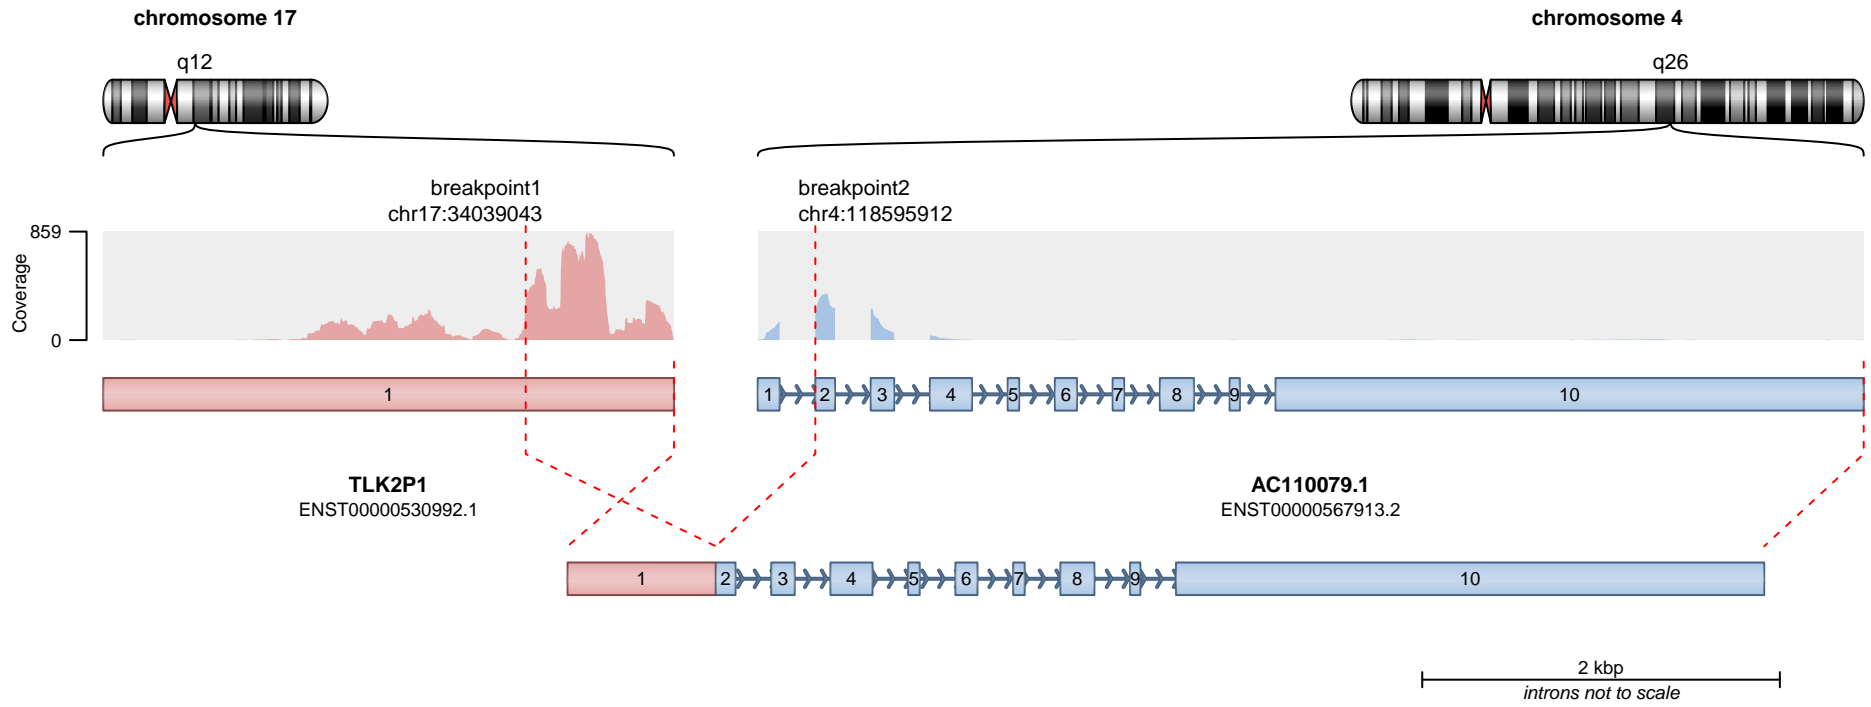 chromosome 17
chromosome 4
q12
q26
breakpoint1
chr17:34039043
breakpoint2
chr4:118595912
859
0
Coverage
1
1 2 3 4 5 6 7 8 9 10
TLK2P1
ENST00000530992.1
AC110079.1
ENST00000567913.2
1 2 3 4 5 6 7 8 9 10
2 kbp
introns not to scale